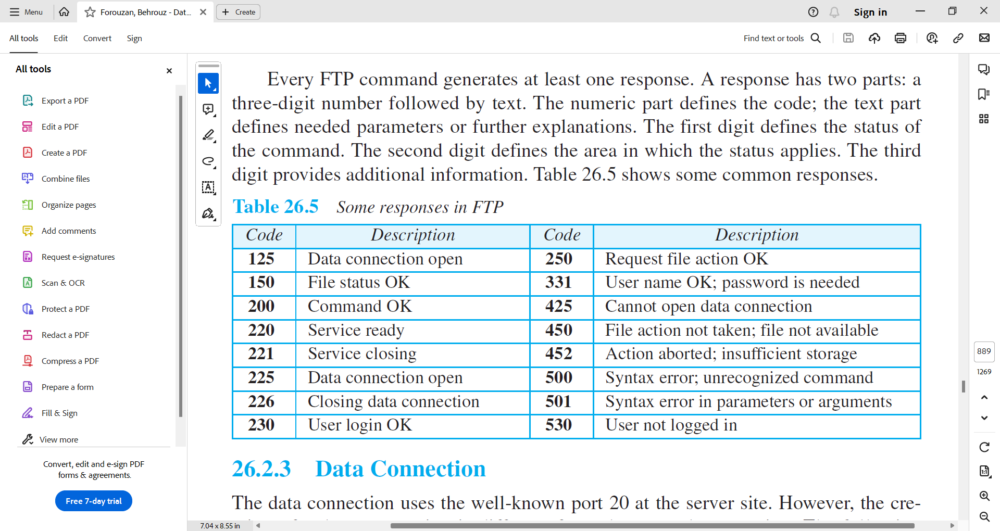 Menu
Forouzan, Behrouz - Dat...
Create
Sign in
All tools Edit Convert Sign
Find text or tools
All tools
Export a PDF
Edit a PDF
Create a PDF
Combine files
Organize pages
Add comments
Request e-signatures
Scan & OCR
Protect a PDF
Redact a PDF
Compress a PDF
Prepare a form
Fill & Sign
View more
Convert, edit and e-sign PDF
forms & agreements.
Free 7-day trial
Every FTP command generates at least one response. A response has two parts: a
three-digit number followed by text. The numeric part defines the code; the text part
defines needed parameters or further explanations. The first digit defines the status of
the command. The second digit defines the area in which the status applies. The third
digit provides additional information. Table 26.5 shows some common responses.
Table 26.5 Some responses in FTP
Code Description Code Description
125 Data connection open 250 Request file action OK
150 File status OK 331 User name OK; password is needed
200 Command OK 425 Cannot open data connection
220 Service ready 450 File action not taken; file not available
221 Service closing 452 Action aborted; insufficient storage
225 Data connection open 500 Syntax error; unrecognized command
226 Closing data connection 501 Syntax error in parameters or arguments
230 User login OK 530 User not logged in
26.2.3 Data Connection
The data connection uses the well-known port 20 at the server site. However, the cre-
7.04 x 8.55 in
889
1269